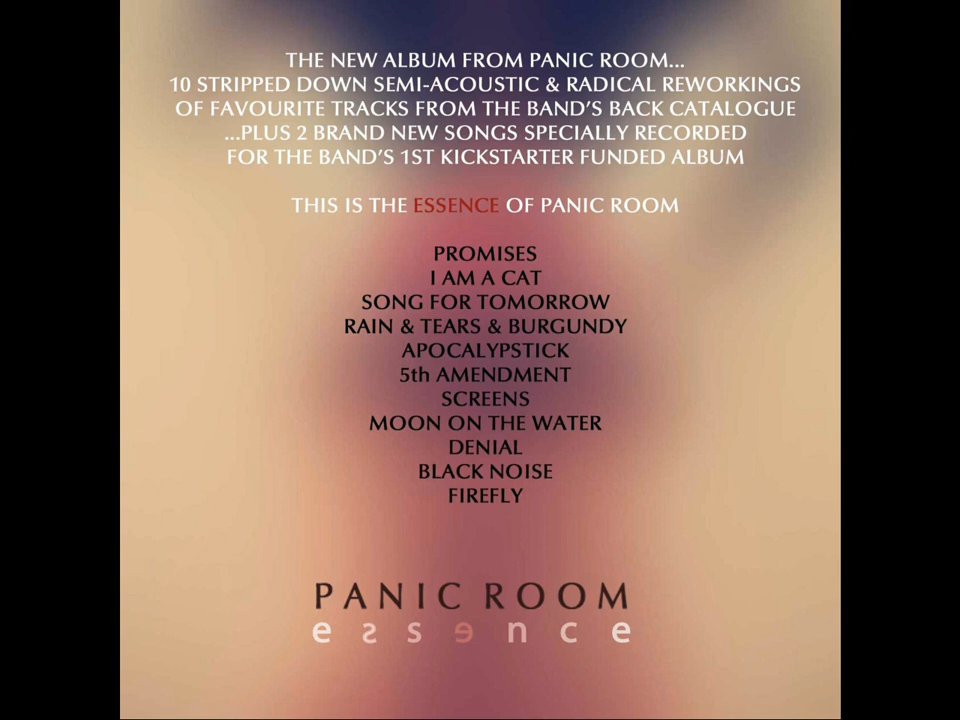 THE NEW ALBUM FROM PANIC ROOM...
10 STRIPPED DOWN SEMI-ACOUSTIC & RADICAL REWORKINGS
OF FAVOURITE TRACKS FROM THE BAND'S BACK CATALOGUE
...PLUS 2 BRAND NEW SONGS SPECIALLY RECORDED
FOR THE BAND'S 1ST KICKSTARTER FUNDED ALBUM
THIS IS THE ESSENCE OF PANIC ROOM
PROMISES
I AM A CAT
SONG FOR TOMORROW
RAIN & TEARS & BURGUNDY
APOCALYPSTICK
5th AMENDMENT
SCREENS
MOON ON THE WATER
DENIAL
BLACK NOISE
FIREFLY
PANIC ROOM
essence